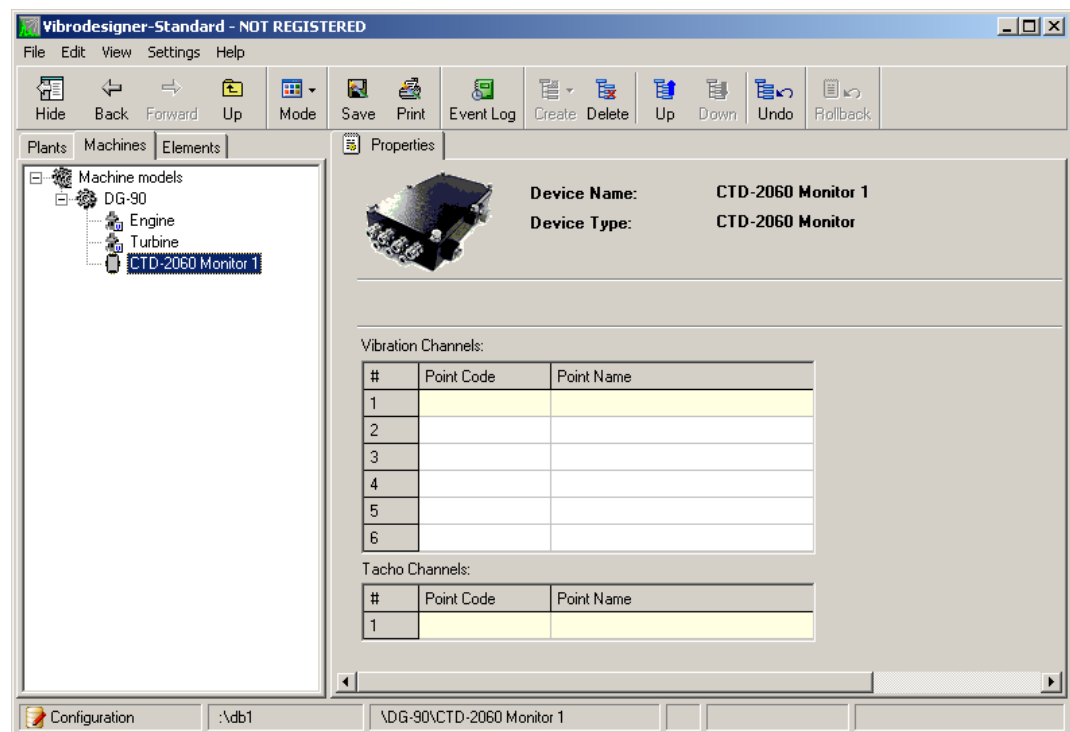 Vibrodesigner-Standard - NOT REGISTERED
File Edit View Settings Help
Hide Back Forward Up Mode Save Print Event Log Create Delete Up Down Undo Rollback
Plants Machines Elements
Properties
Machine models
DG-90
Engine
Turbine
CTD-2060 Monitor 1
Device Name: CTD-2060 Monitor 1
Device Type: CTD-2060 Monitor
Vibration Channels:
# Point Code Point Name
1
2
3
4
5
6
Tacho Channels:
# Point Code Point Name
1
Configuration :\db1 \DG-90\CTD-2060 Monitor 1